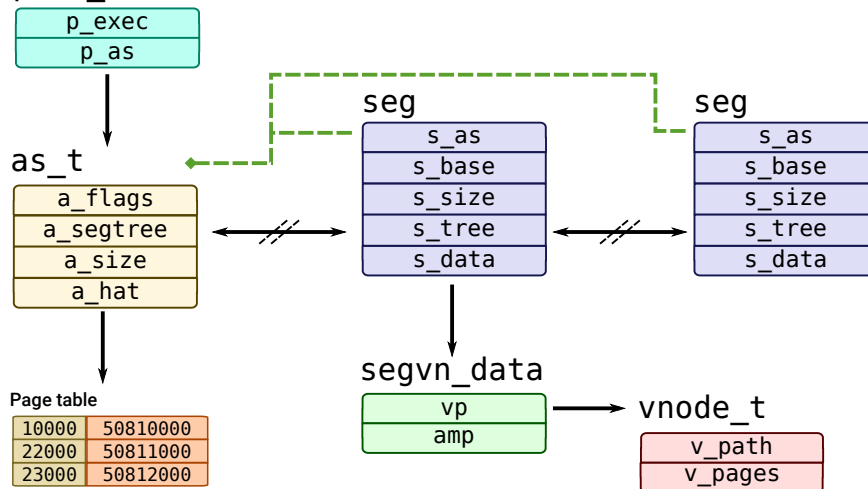 p_exec
p_as
as_t
a_flags
a_segtree
a_size
a_hat
Page table
10000 50810000
22000 50811000
23000 50812000
seg
s_as
s_base
s_size
s_tree
s_data
segvn_data
vp
amp
seg
s_as
s_base
s_size
s_tree
s_data
vnode_t
v_path
v_pages